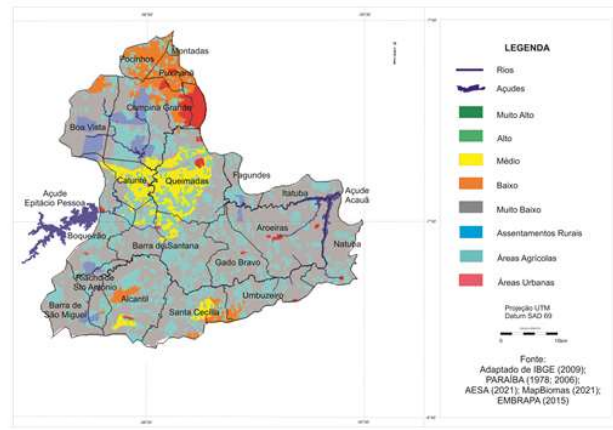 Montadas
Pocinhos
Puxinanã
Campina Grande
Boa Vista
Caturité
Queimadas
Fagundes
Itatuba
Açude
Acauã
Açude
Epitácio Pessoa
Boqueirão
Aroeiras
Natuba
Barra de Santana
Gado Bravo
Riacho de
Sto Antônio
Barra de
São Miguel
Alcantil
Santa Cecília
Umbuzeiro
LEGENDA
Rios
Açudes
Muito Alto
Alto
Médio
Baixo
Muito Baixo
Assentamentos Rurais
Áreas Agrícolas
Áreas Urbanas
Projeção UTM
Datum SAD 69
0 10km
Fonte:
Adaptado de IBGE (2009);
PARAÍBA (1978; 2006);
AESA (2021); MapBiomas (2021);
EMBRAPA (2015)